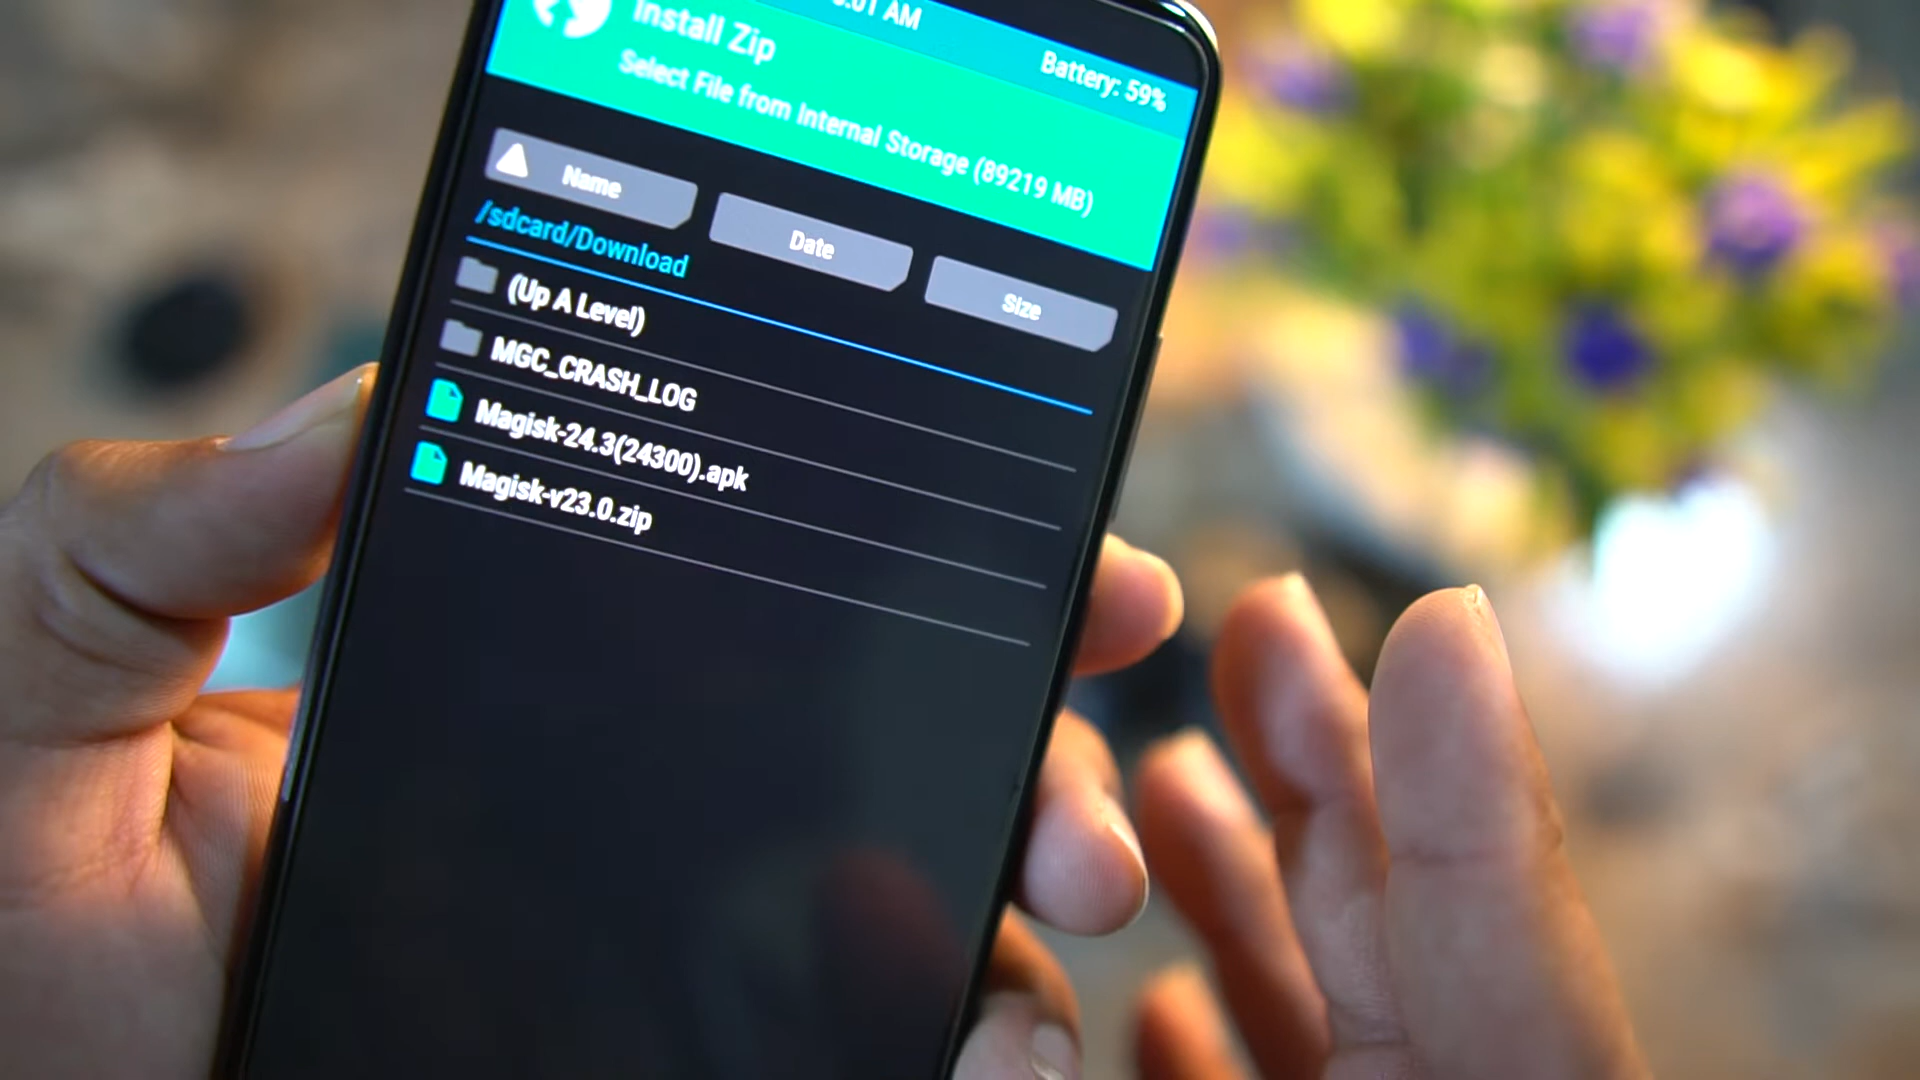 :01 AM
Battery: 59%
Install Zip
Select File from Internal Storage (89219 MB)
Name
Date
Size
/sdcard/Download
(Up A Level)
MGC_CRASH_LOG
Magisk-24.3(24300).apk
Magisk-v23.0.zip